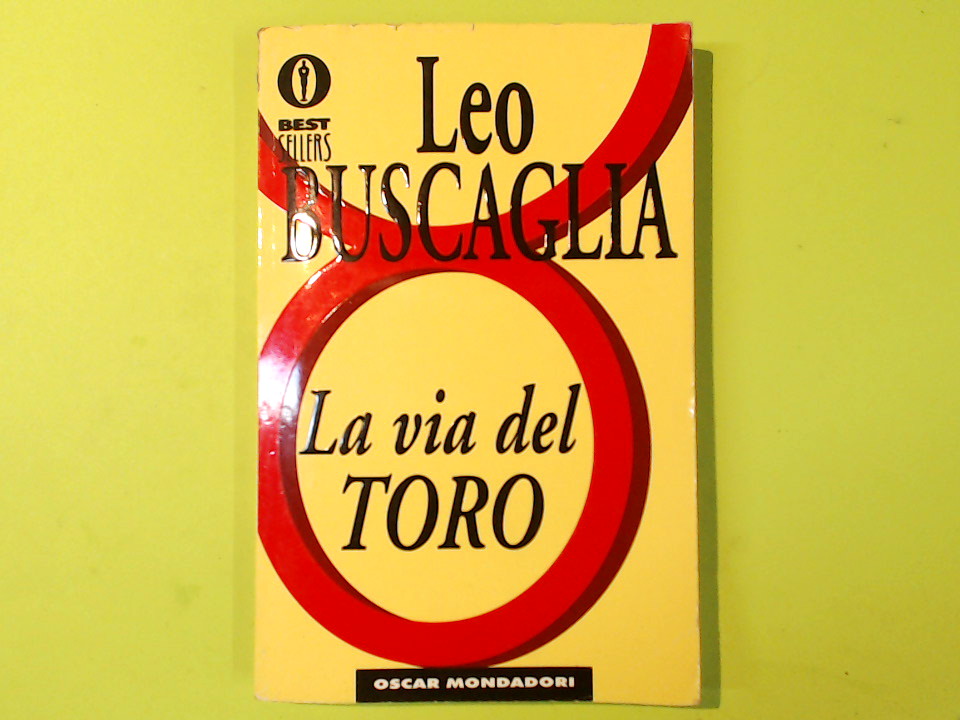 BEST
SELLERS
Leo
BUSCAGLIA
La via del
TORO
OSCAR MONDADORI